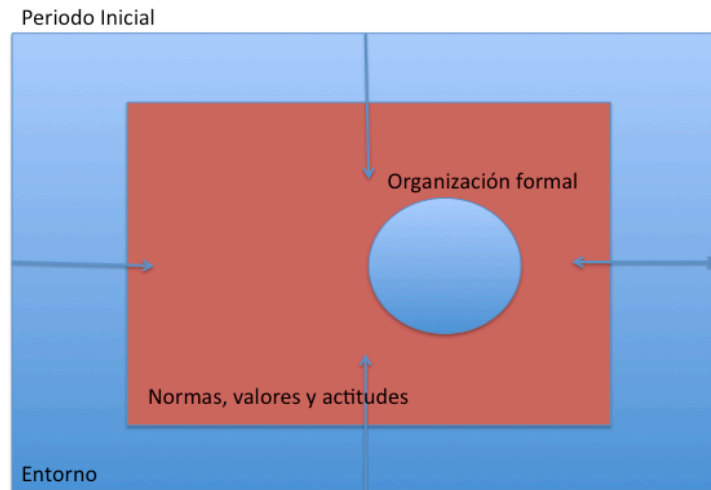 Periodo Inicial
Organización formal
Normas, valores y actitudes
Entorno